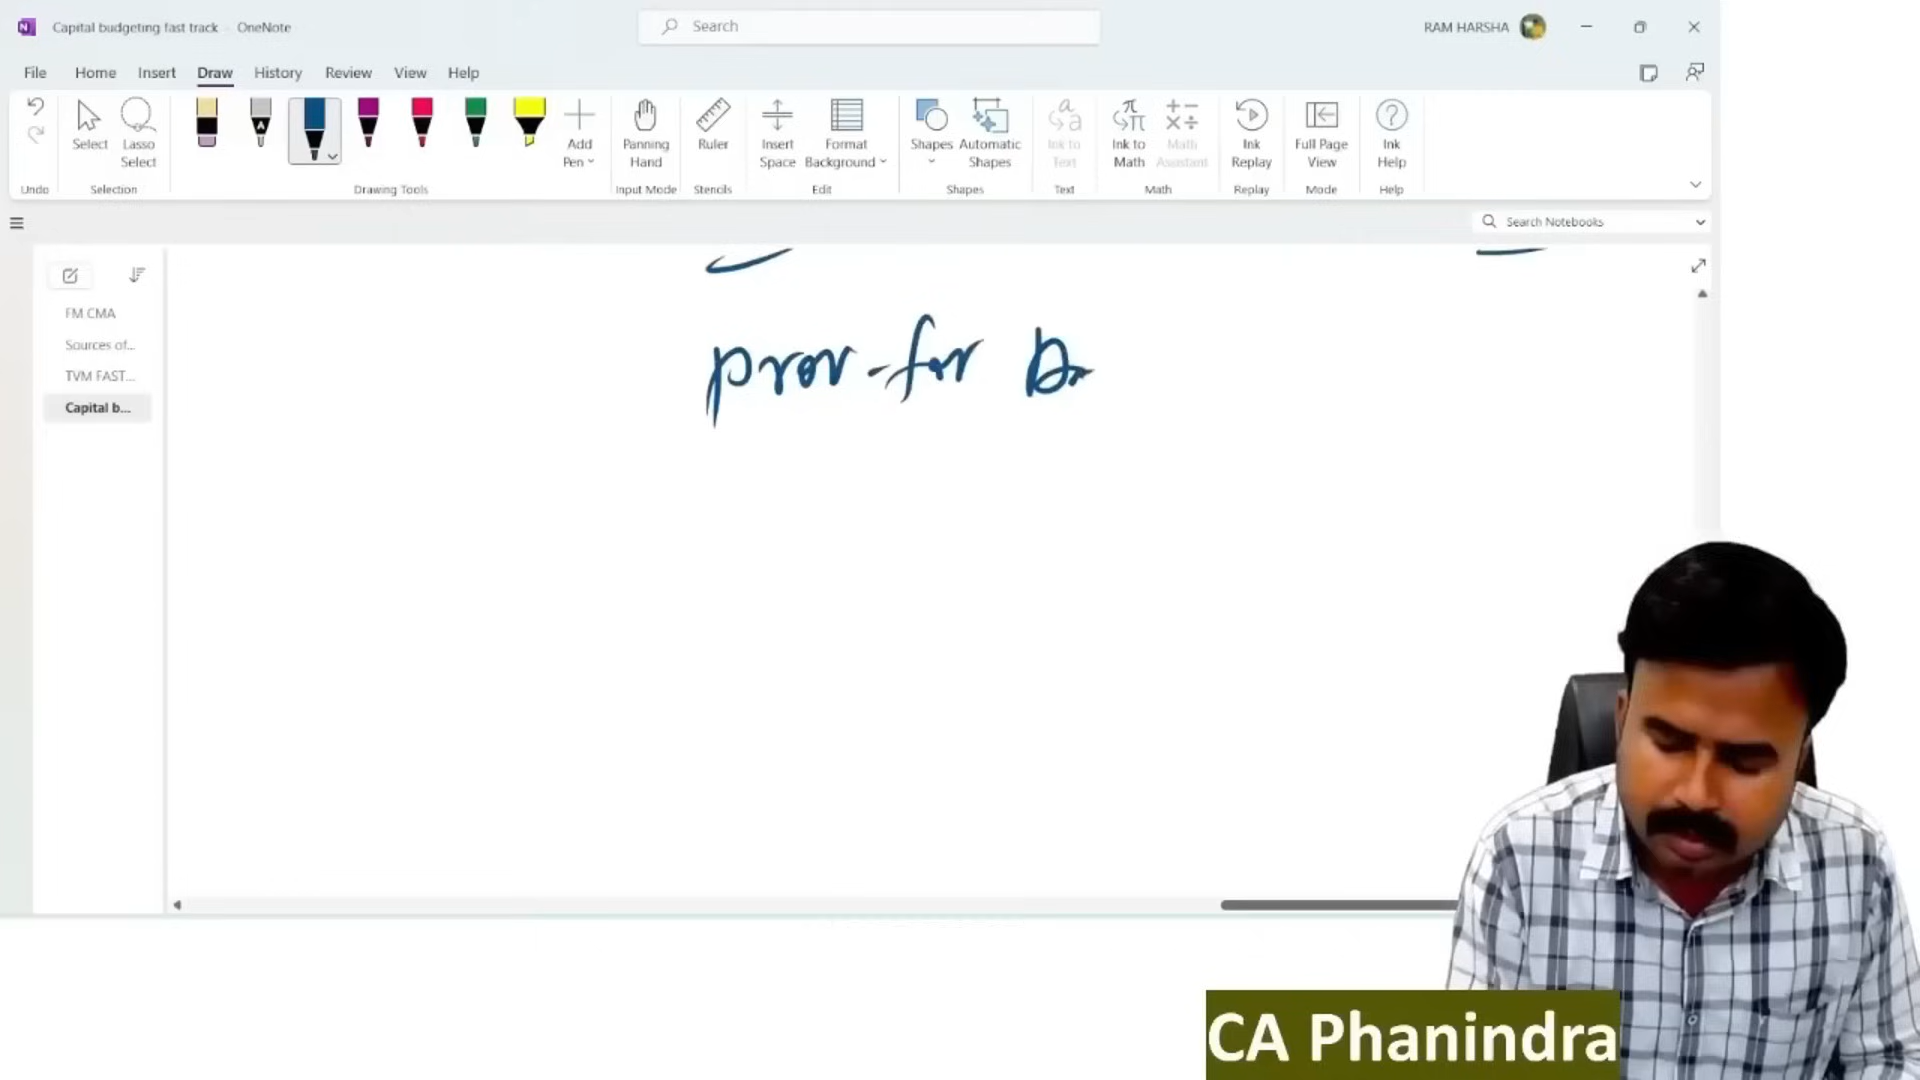 Capital budgeting fast track - OneNote
Search
RAM HARSHA
File Home Insert Draw History Review View Help
Undo
Select
Lasso Select
Selection
A
Drawing Tools
Add Pen
Panning Hand
Input Mode
Ruler
Stencils
Insert Space
Format Background
Edit
Shapes
Automatic Shapes
Shapes
Ink to Text
Text
Ink to Math
Math Assistant
Math
Ink Replay
Replay
Full Page View
Mode
Ink Help
Help
Search Notebooks
FM CMA
Sources of...
TVM FAST...
Capital b...
prov-for
CA Phanindra